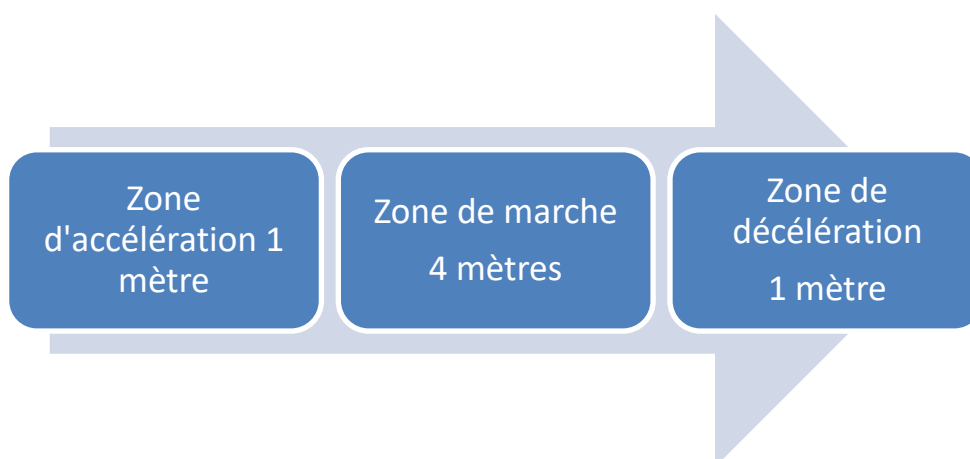 Zone
d'accélération 1
mètre
Zone de marche
4 mètres
Zone de
décélération
1 mètre